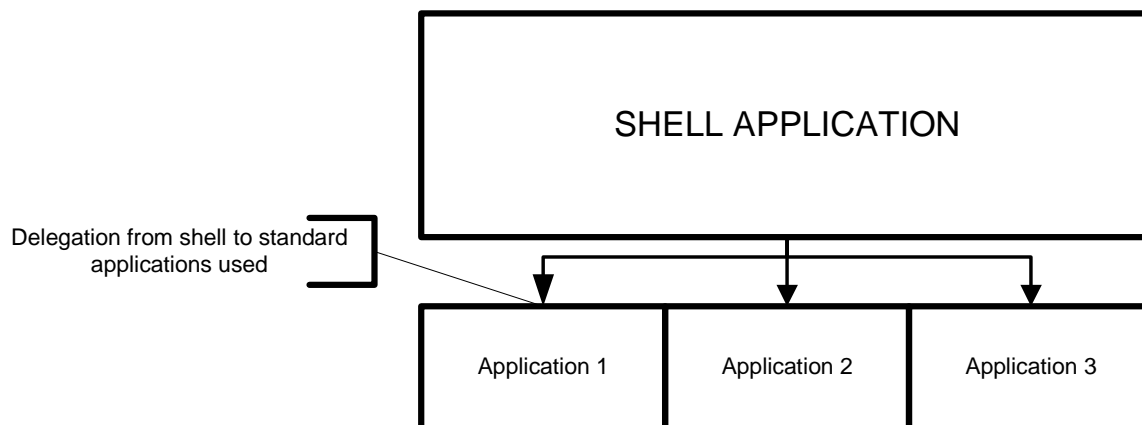 SHELL APPLICATION
Delegation from shell to standard
applications used
Application 1
Application 2
Application 3